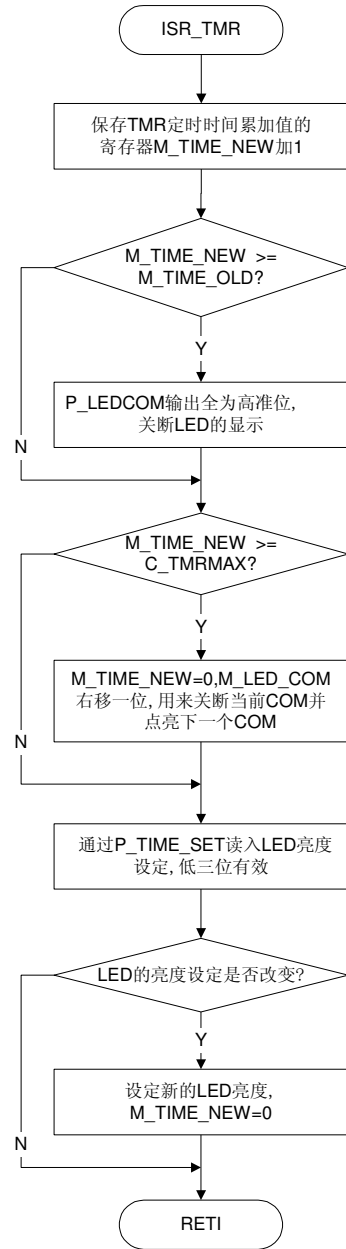 ISR_TMR
保存TMR定时时间累加值的
寄存器M_TIME_NEW加1
M_TIME_NEW >=
M_TIME_OLD?
Y
P_LEDCOM输出全为高准位,
关断LED的显示
N
M_TIME_NEW >=
C_TMRMAX?
Y
M_TIME_NEW=0,M_LED_COM
右移一位,用来关断当前COM并
点亮下一个COM
N
通过P_TIME_SET读入LED亮度
设定,低三位有效
LED的亮度设定是否改变?
Y
设定新的LED亮度,
M_TIME_NEW=0
N
RETI